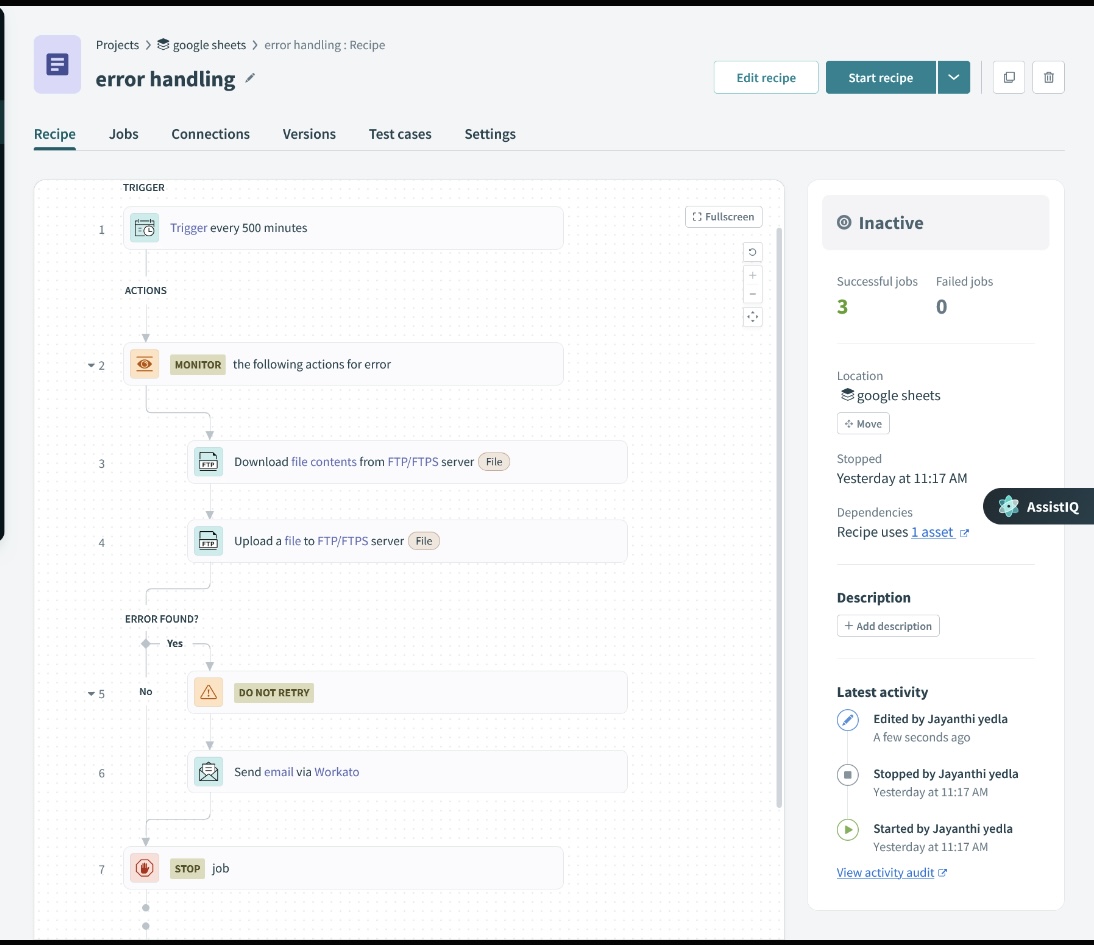 Projects > google sheets > error handling : Recipe
error handling
Edit recipe
Start recipe
Recipe
Jobs
Connections
Versions
Test cases
Settings
TRIGGER
1
Trigger every 500 minutes
Fullscreen
ACTIONS
2
MONITOR the following actions for error
3
FTP
Download file contents from FTP/FTPS server File
4
FTP
Upload a file to FTP/FTPS server File
ERROR FOUND?
Yes
No
5
DO NOT RETRY
6
Send email via Workato
7
STOP job
Inactive
Successful jobs
3
Failed jobs
0
Location
google sheets
Move
Stopped
Yesterday at 11:17 AM
AssistIQ
Dependencies
Recipe uses 1 asset
Description
+ Add description
Latest activity
Edited by Jayanthi yedla
A few seconds ago
Stopped by Jayanthi yedla
Yesterday at 11:17 AM
Started by Jayanthi yedla
Yesterday at 11:17 AM
View activity audit